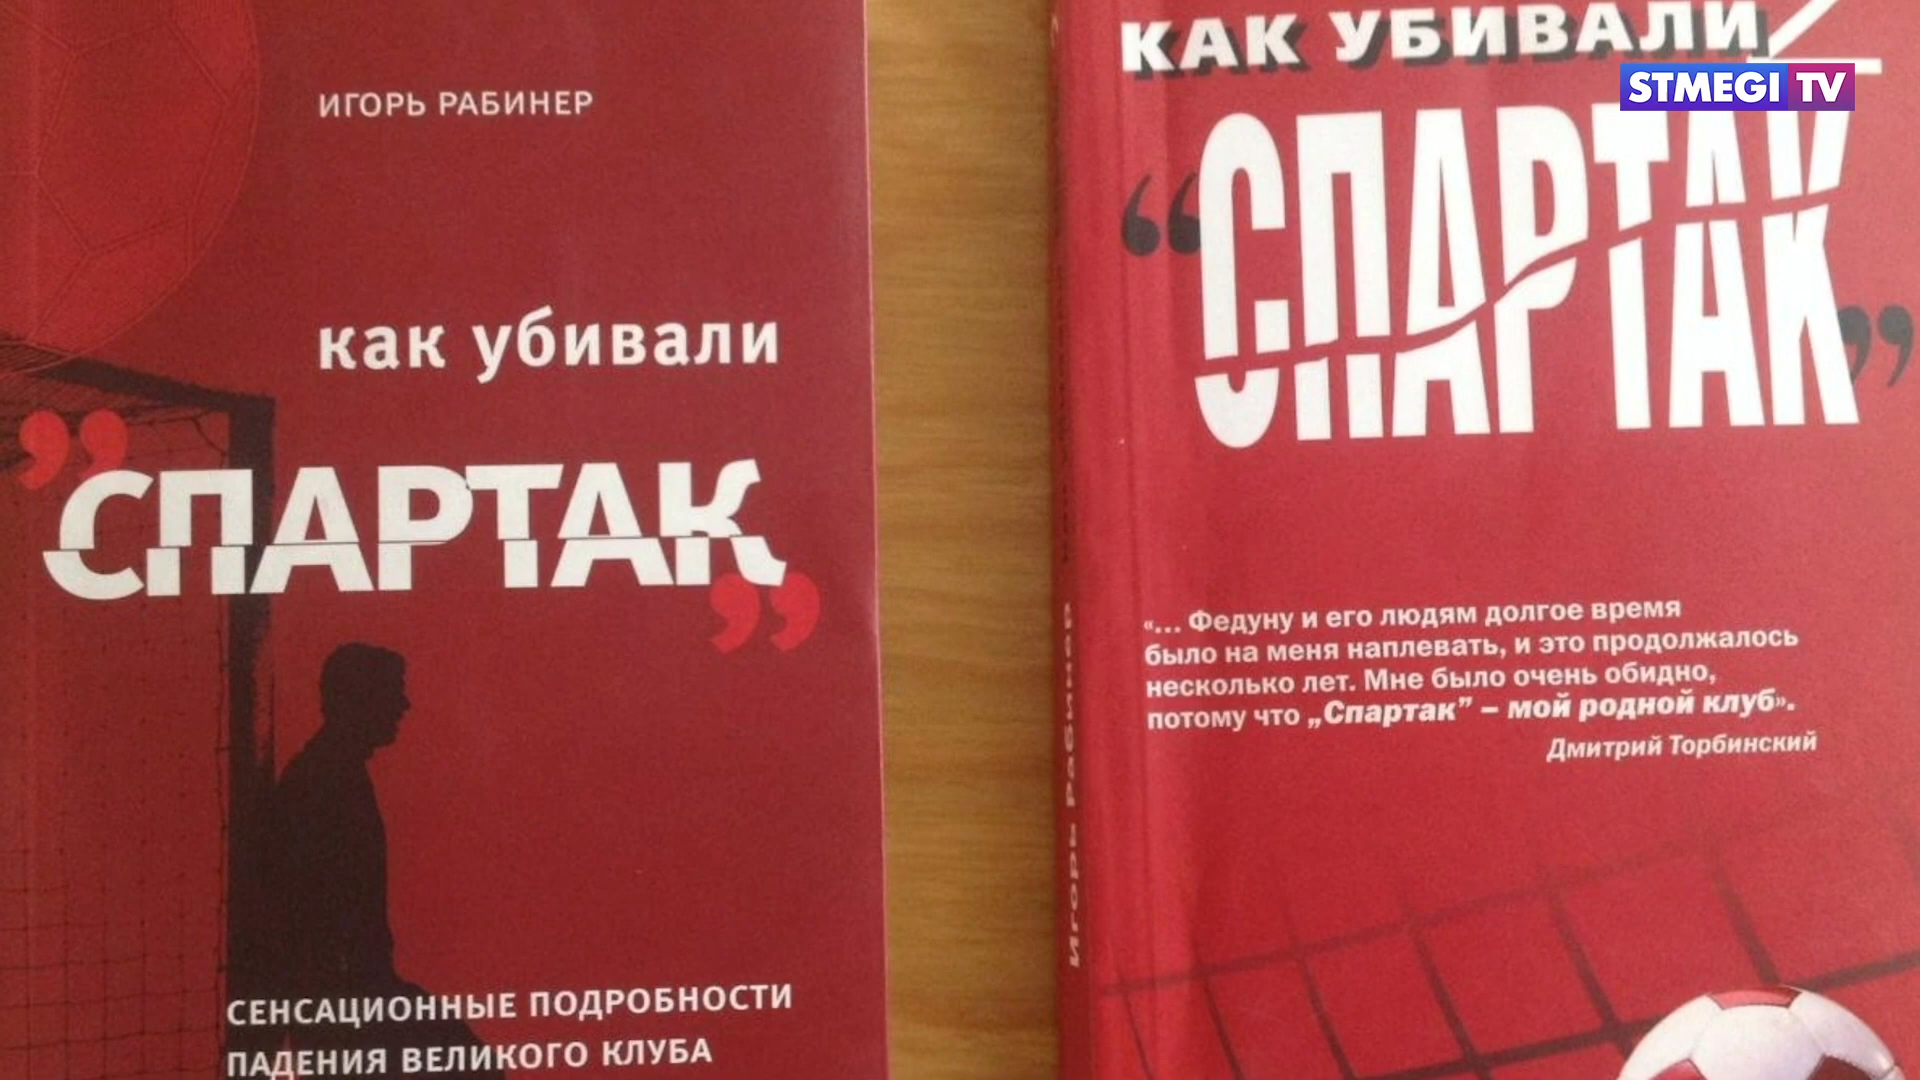 ИГОРЬ РАБИНЕР
как убивали
"СПАРТАК"
СЕНСАЦИОННЫЕ ПОДРОБНОСТИ
ПАДЕНИЯ ВЕЛИКОГО КЛУБА
КАК УБИВАЛИ
“СПАРТАК”
2
«... Федуну и его людям долгое время
было на меня наплевать, и это продолжалось
несколько лет. Мне было очень обидно,
потому что „Спартак” – мой родной клуб».
Дмитрий Торбинский
Игорь Рабинер
STMEGI TV